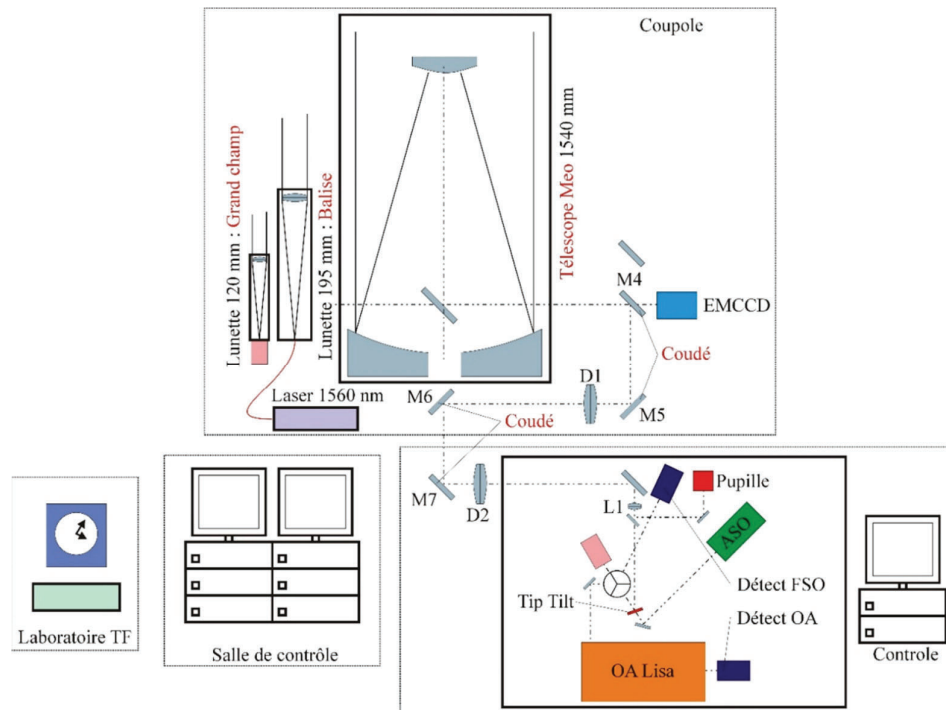 Coupole
Lunette 120 mm : Grand champ
Lunette 195 mm : Balise
Télescope Meo 1540 mm
M4
EMCCD
Coudé
D1
M5
M6
Laser 1560 nm
Coudé
M7
D2
L1
Pupille
ASO
Détect FSO
Tip Tilt
Détect OA
OA Lisa
Laboratoire TF
Salle de contrôle
Controle